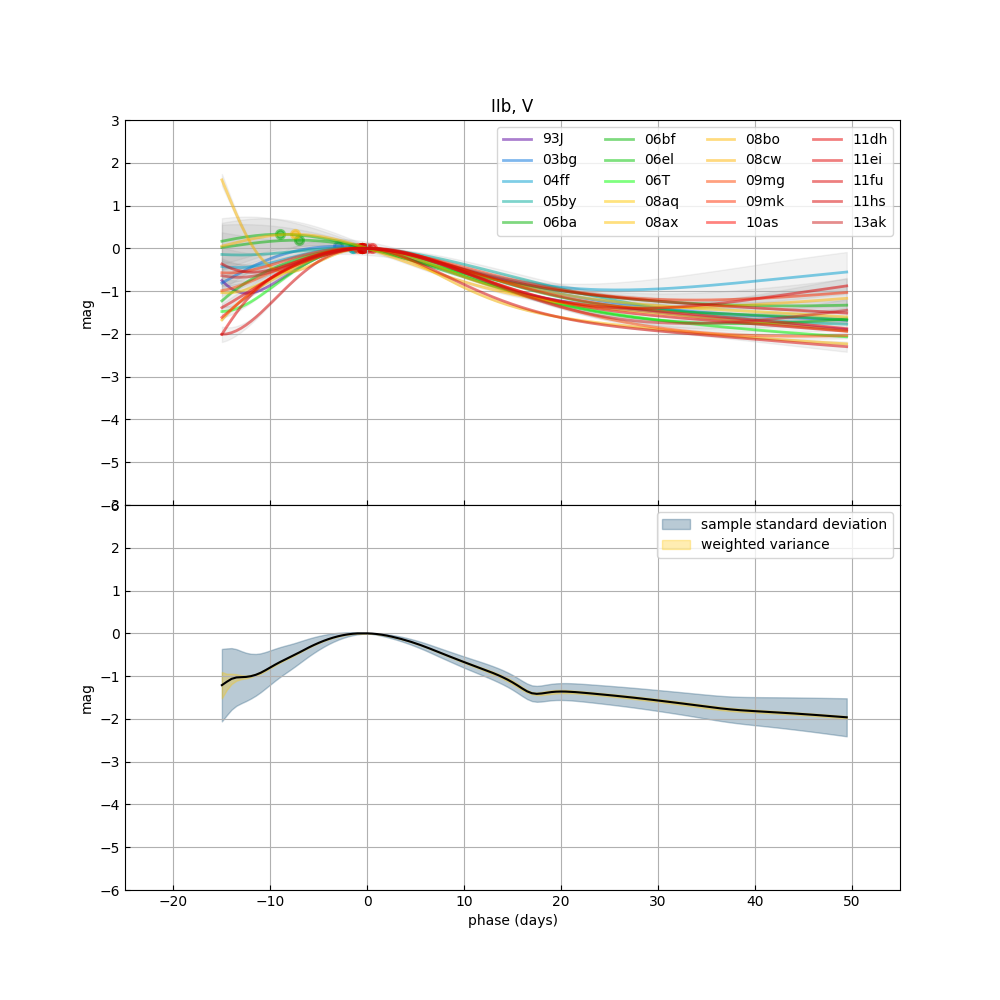 IIb, V
3
2
1
0
−1
−2
−3
−4
−5
−6
mag
93J 06bf 08bo 11dh
03bg 06el 08cw 11ei
04ff 06T 09mg 11fu
05by 08aq 09mk 11hs
06ba 08ax 10as 13ak
3
2
1
0
−1
−2
−3
−4
−5
−6
mag
sample standard deviation
weighted variance
−20 −10 0 10 20 30 40 50
phase (days)